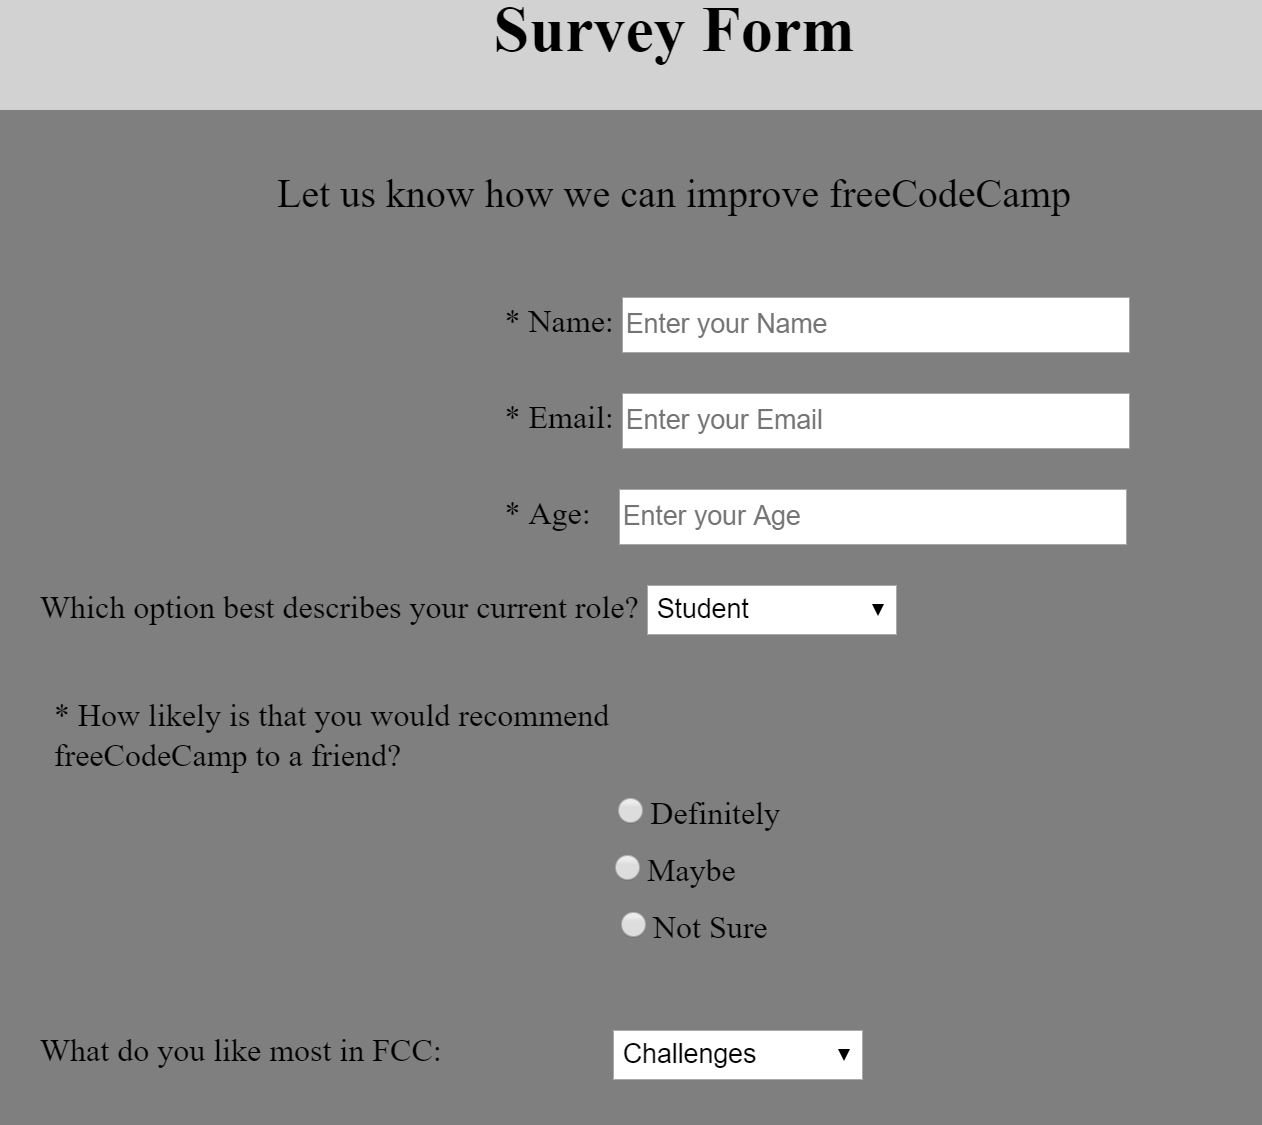 Survey Form
Let us know how we can improve freeCodeCamp
* Name: Enter your Name
* Email: Enter your Email
* Age: Enter your Age
Which option best describes your current role? Student
* How likely is that you would recommend
freeCodeCamp to a friend?
Definitely
Maybe
Not Sure
What do you like most in FCC: Challenges